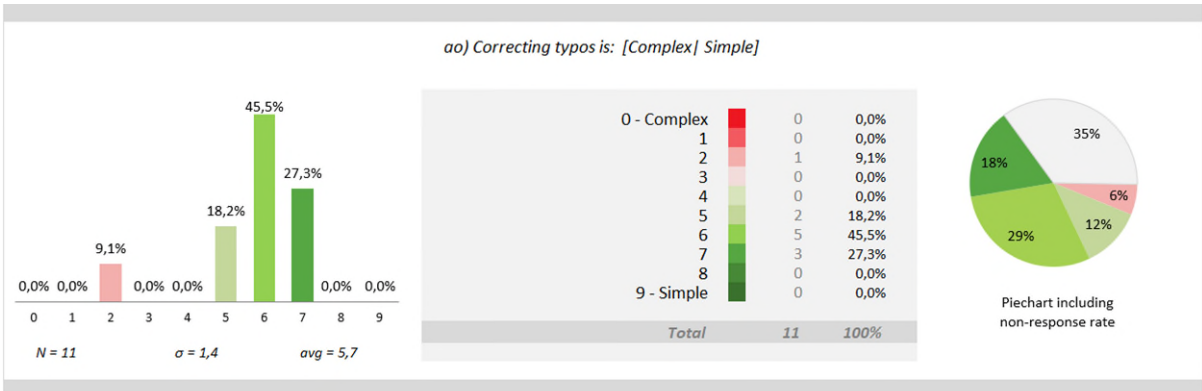 ao) Correcting typos is: [Complex| Simple]
45,5%
27,3%
18,2%
9,1%
0,0% 0,0% 0,0% 0,0% 0,0% 0,0%
0 1 2 3 4 5 6 7 8 9
N = 11 σ = 1,4 avg = 5,7
0 - Complex 0 0,0%
1 0 0,0%
2 1 9,1%
3 0 0,0%
4 0 0,0%
5 2 18,2%
6 5 45,5%
7 3 27,3%
8 0 0,0%
9 - Simple 0 0,0%
Total 11 100%
35%
18%
6%
12%
29%
Piechart including
non-response rate